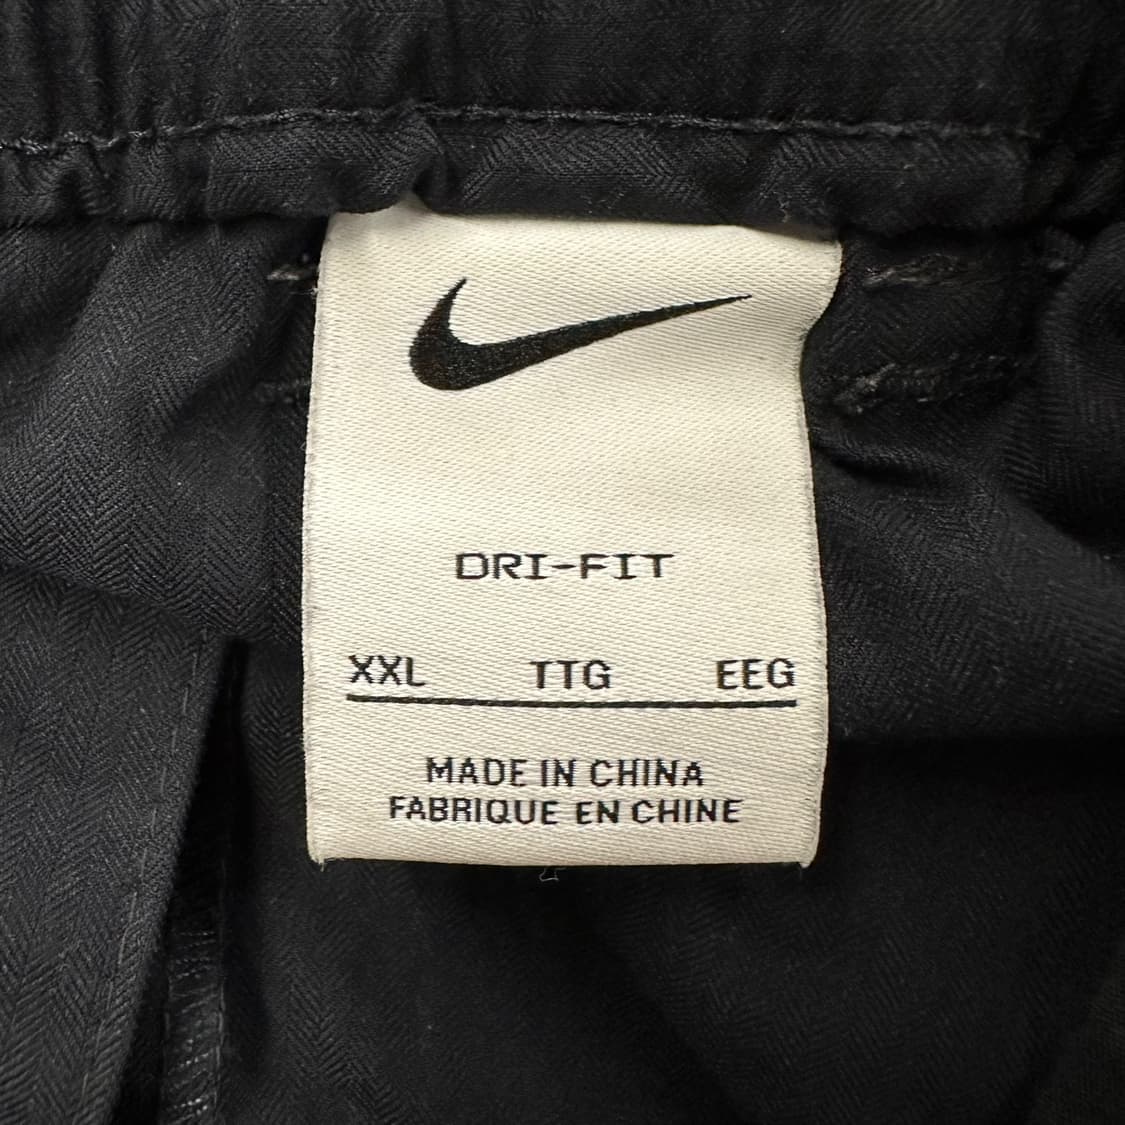 DRI-FIT
XXL TTG EEG
MADE IN CHINA
FABRIQUE EN CHINE